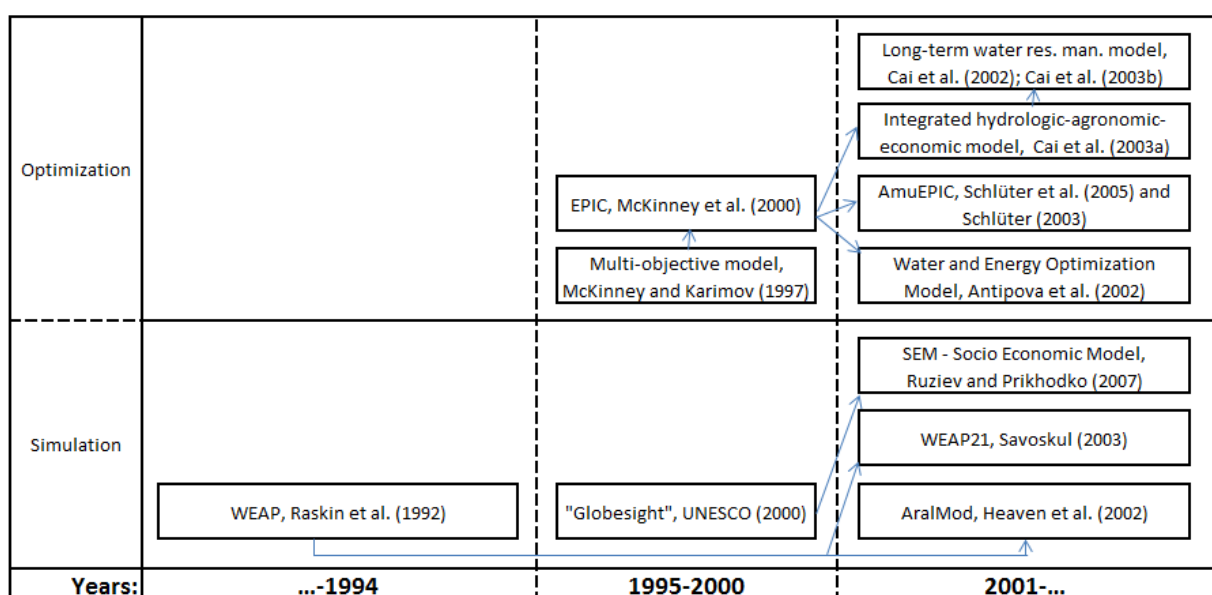 Optimization
Long-term water res. man. model,
Cai et al. (2002); Cai et al. (2003b)
Integrated hydrologic-agronomic-
economic model, Cai et al. (2003a)
EPIC, McKinney et al. (2000)
AmuEPIC, Schlüter et al. (2005) and
Schlüter (2003)
Multi-objective model,
McKinney and Karimov (1997)
Water and Energy Optimization
Model, Antipova et al. (2002)
Simulation
SEM - Socio Economic Model,
Ruziev and Prikhodko (2007)
WEAP21, Savoskul (2003)
WEAP, Raskin et al. (1992)
"Globesight", UNESCO (2000)
AralMod, Heaven et al. (2002)
Years:
...-1994
1995-2000
2001-...